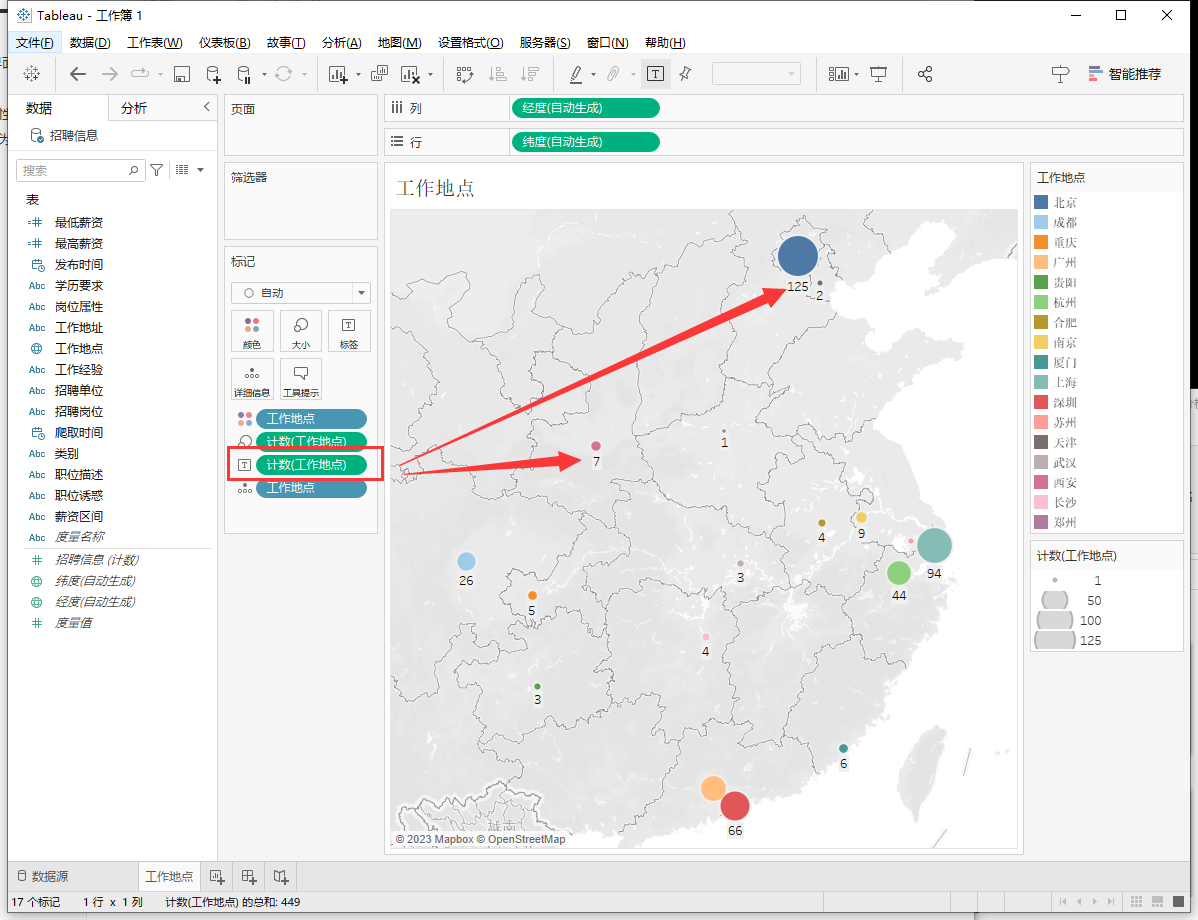 Tableau - 工作簿 1
文件(F) 数据(D) 工作表(W) 仪表板(B) 故事(T) 分析(A) 地图(M) 设置格式(O) 服务器(S) 窗口(N) 帮助(H)
智能推荐
数据 分析
招聘信息
搜索
表
最低薪资
最高薪资
发布时间
Abc 学历要求
Abc 岗位属性
Abc 工作地址
工作地点
Abc 工作经验
Abc 招聘单位
Abc 招聘岗位
爬取时间
Abc 类别
Abc 职位描述
Abc 职位诱惑
Abc 薪资区间
Abc 度量名称
招聘信息 (计数)
纬度(自动生成)
经度(自动生成)
度量值
页面
筛选器
标记
自动
颜色 大小 标签
详细信息 工具提示
工作地点
计数(工作地点)
计数(工作地点)
工作地点
列 经度(自动生成)
行 纬度(自动生成)
工作地点
125
2
1
7
4
9
94
26
3
44
5
4
3
6
66
越南
© 2023 Mapbox © OpenStreetMap
工作地点
北京
成都
重庆
广州
贵阳
杭州
合肥
南京
厦门
上海
深圳
苏州
天津
武汉
西安
长沙
郑州
计数(工作地点)
1
50
100
125
数据源 工作地点
17 个标记 1 行 x 1 列 计数(工作地点) 的总和: 449